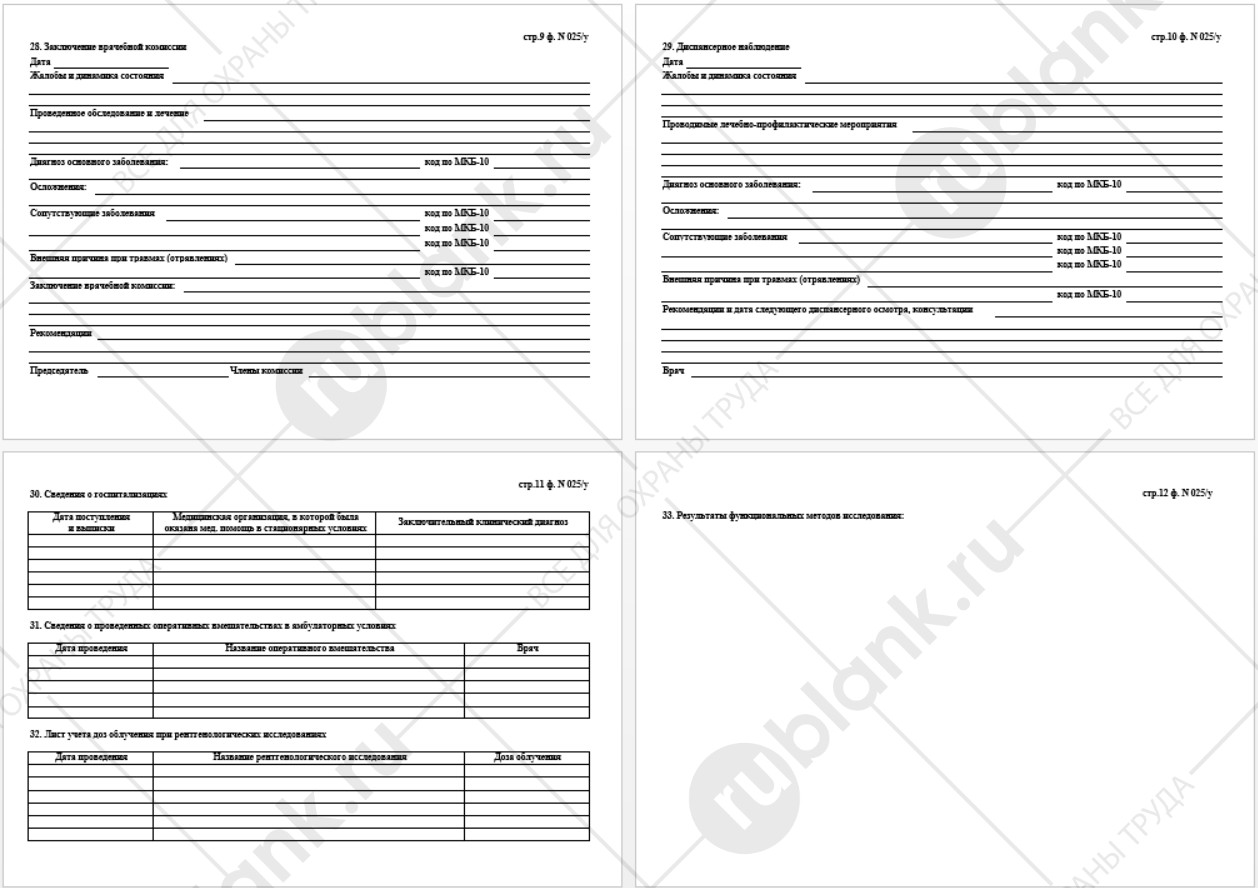 стр.9 ф. N 025/у
28. Заключение врачебной комиссии
Дата
Жалобы и динамика состояния
Проведенное обследование и лечение
Диагноз основного заболевания: код по МКБ-10
Осложнения:
Сопутствующие заболевания код по МКБ-10
код по МКБ-10
код по МКБ-10
Внешняя причина при травмах (отравлениях)
код по МКБ-10
Заключение врачебной комиссии:
Рекомендации
Председатель Члены комиссии
стр.10 ф. N 025/у
29. Диспансерное наблюдение
Дата
Жалобы и динамика состояния
Проводимые лечебно-профилактические мероприятия
Диагноз основного заболевания: код по МКБ-10
Осложнения:
Сопутствующие заболевания код по МКБ-10
код по МКБ-10
код по МКБ-10
Внешняя причина при травмах (отравлениях)
код по МКБ-10
Рекомендации и дата следующего диспансерного осмотра, консультации
Врач
стр.11 ф. N 025/у
30. Сведения о госпитализациях
Дата поступления и выписки
Медицинская организация, в которой была оказана мед. помощь в стационарных условиях
Заключительный клинический диагноз
31. Сведения о проведенных оперативных вмешательствах в амбулаторных условиях
Дата проведения Название оперативного вмешательства Врач
32. Лист учета доз облучения при рентгенологических исследованиях
Дата проведения Название рентгенологического исследования Доза облучения
стр.12 ф. N 025/у
33. Результаты функциональных методов исследования:
rublank.ru
ВСЕ ДЛЯ ОХРАНЫ ТРУДА